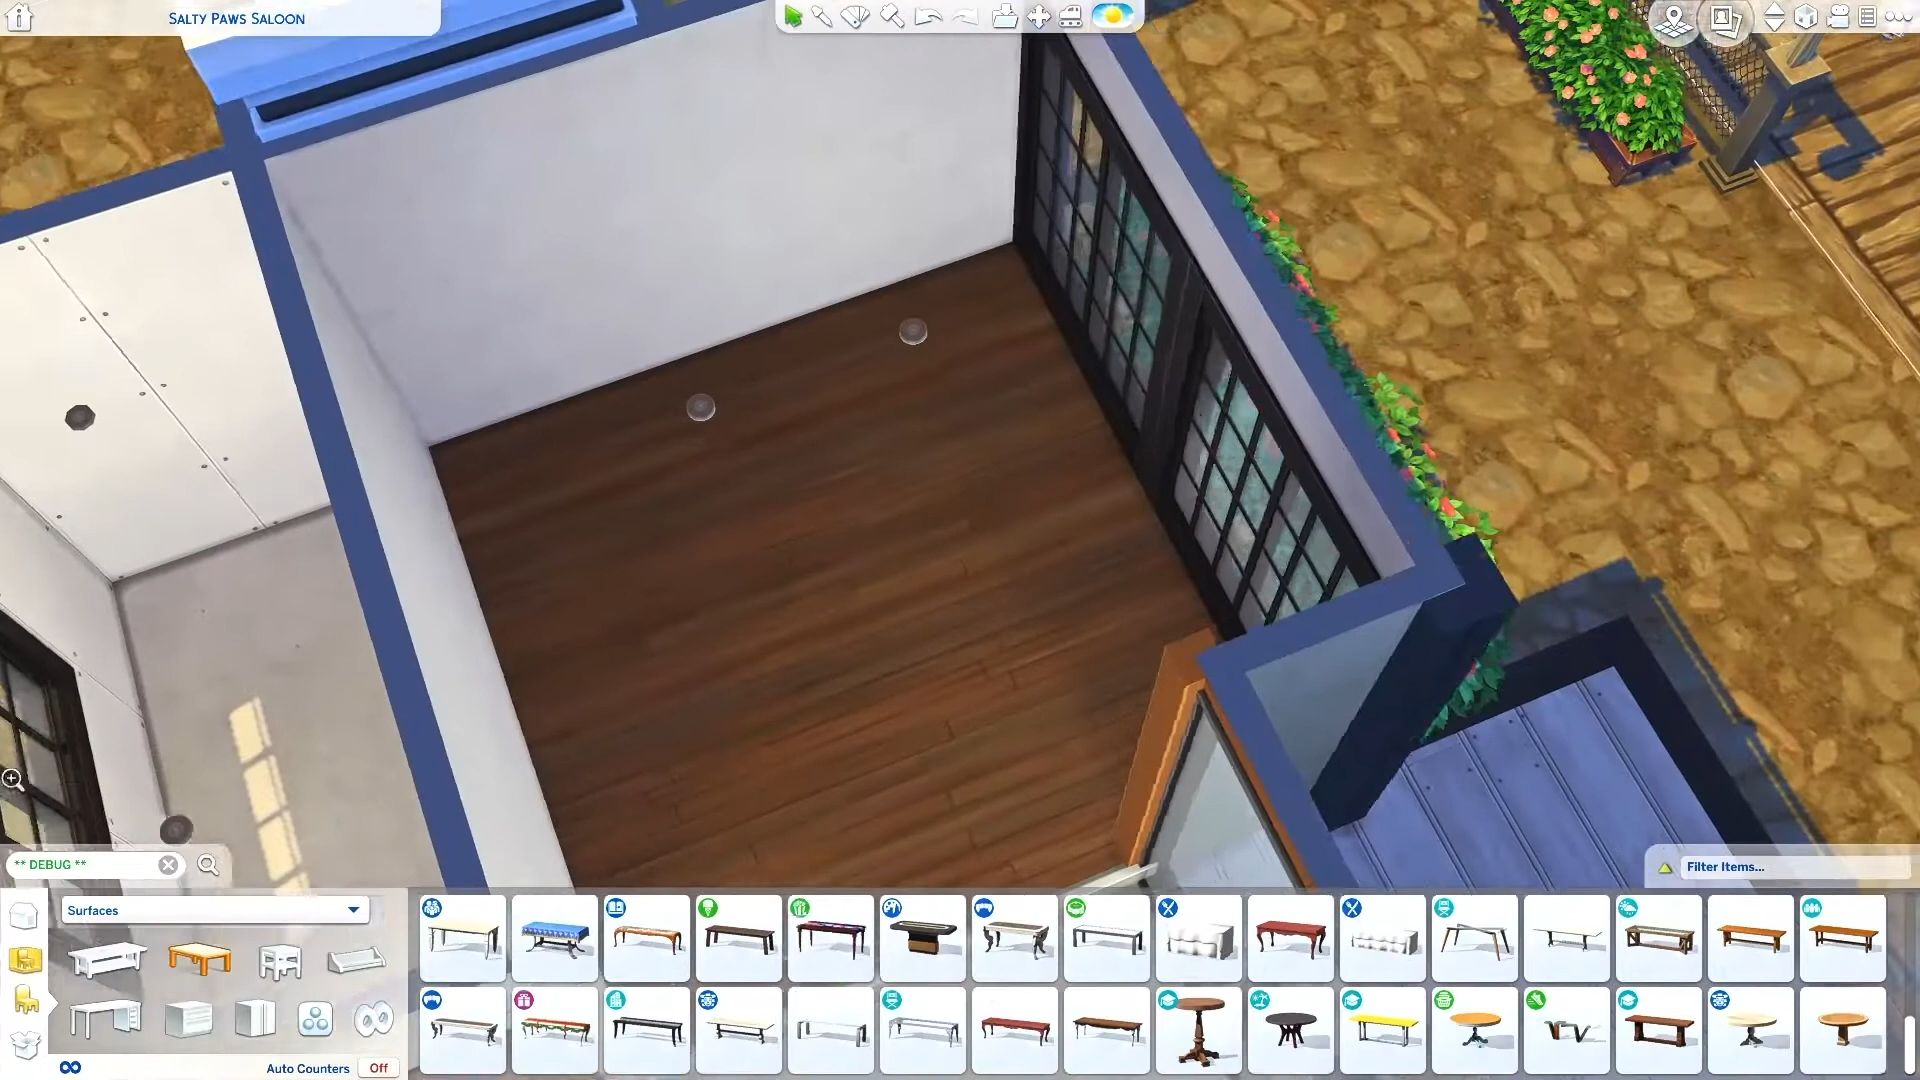 SALTY PAWS SALOON
** DEBUG **
Filter Items...
Surfaces
Auto Counters Off